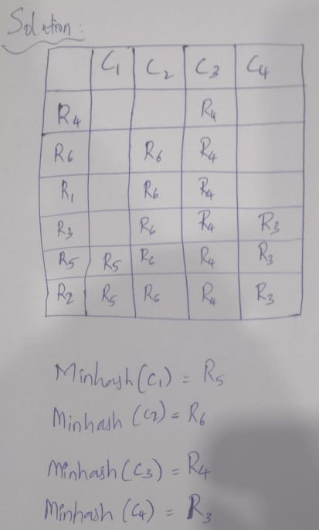 Solution:
C1 C2 C3 C4
R4 R4
R6 R6 R4
R1 R6 R4
R3 R6 R4 R3
R5 R5 R6 R4 R3
R2 R5 R6 R4 R3
Minhash (C1) = R5
Minhash (C2) = R6
Minhash (C3) = R4
Minhash (C4) = R3